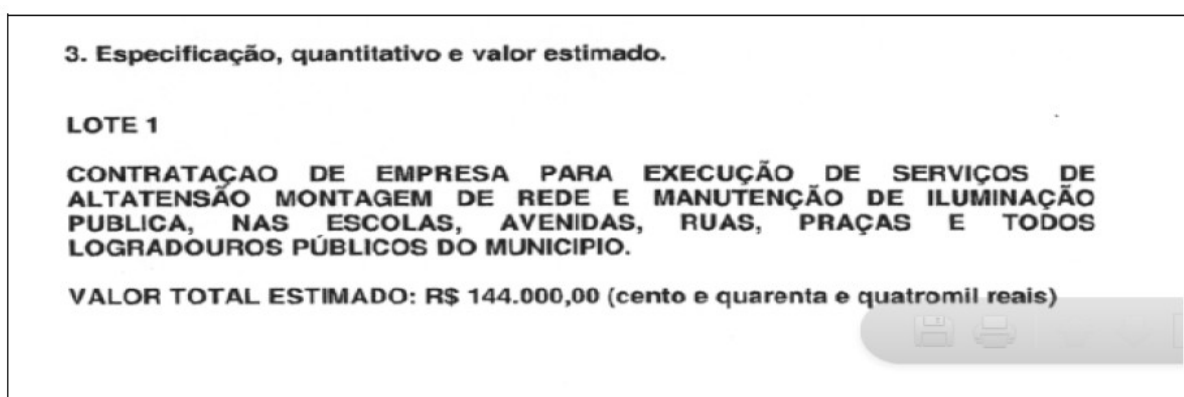 3. Especificação, quantitativo e valor estimado.
LOTE 1
CONTRATAÇAO DE EMPRESA PARA EXECUÇÃO DE SERVIÇOS DE
ALTATENSÃO MONTAGEM DE REDE E MANUTENÇÃO DE ILUMINAÇÃO
PUBLICA, NAS ESCOLAS, AVENIDAS, RUAS, PRAÇAS E TODOS
LOGRADOUROS PÚBLICOS DO MUNICIPIO.
VALOR TOTAL ESTIMADO: R$ 144.000,00 (cento e quarenta e quatromil reais)